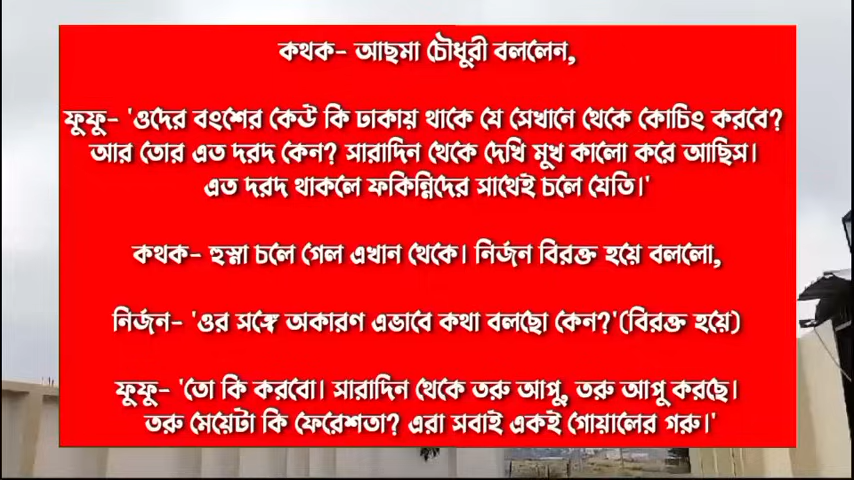 কথক- আছমা চৌধুরী বললেন,
ফুফু- 'ওদের বংশের কেউ কি ঢাকায় থাকে যে সেখানে থেকে কোচিং করবে?
আর তোর এত দরদ কেন? সারাদিন থেকে দেখি মুখ কালো করে আছিস।
এত দরদ থাকলে ফকিন্নিদের সাথেই চলে যেতি।'
কথক- হুস্না চলে গেল এখান থেকে। নির্জন বিরক্ত হয়ে বললো,
নির্জন- 'ওর সঙ্গে অকারণ এভাবে কথা বলছো কেন?'(বিরক্ত হয়ে)
ফুফু- 'তো কি করবো। সারাদিন থেকে তরু আপু, তরু আপু করছে।
তরু মেয়েটা কি ফেরেশতা? এরা সবাই একই গোয়ালের গরু।'